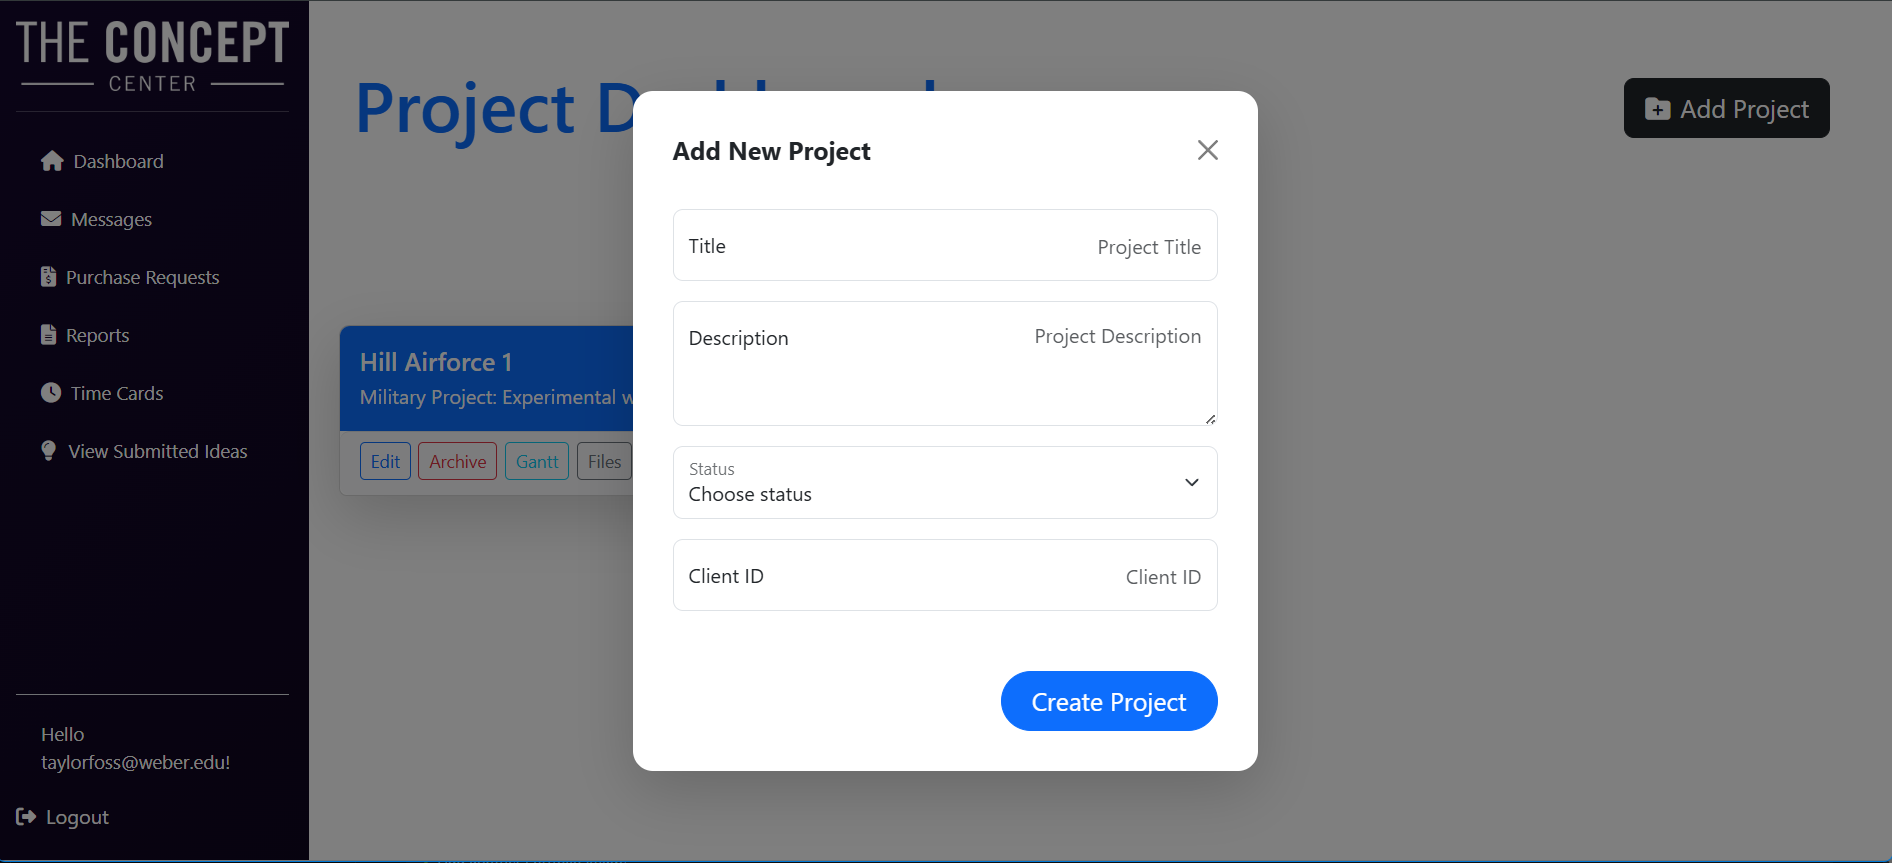 THE CONCEPT
CENTER
Dashboard
Messages
Purchase Requests
Reports
Time Cards
View Submitted Ideas
Hello
taylorfoss@weber.edu!
Logout
Project
Add Project
Hill Airforce 1
Military Project: Experimental
Edit
Archive
Gantt
Files
Add New Project
Title
Project Title
Description
Project Description
Status
Choose status
Client ID
Client ID
Create Project